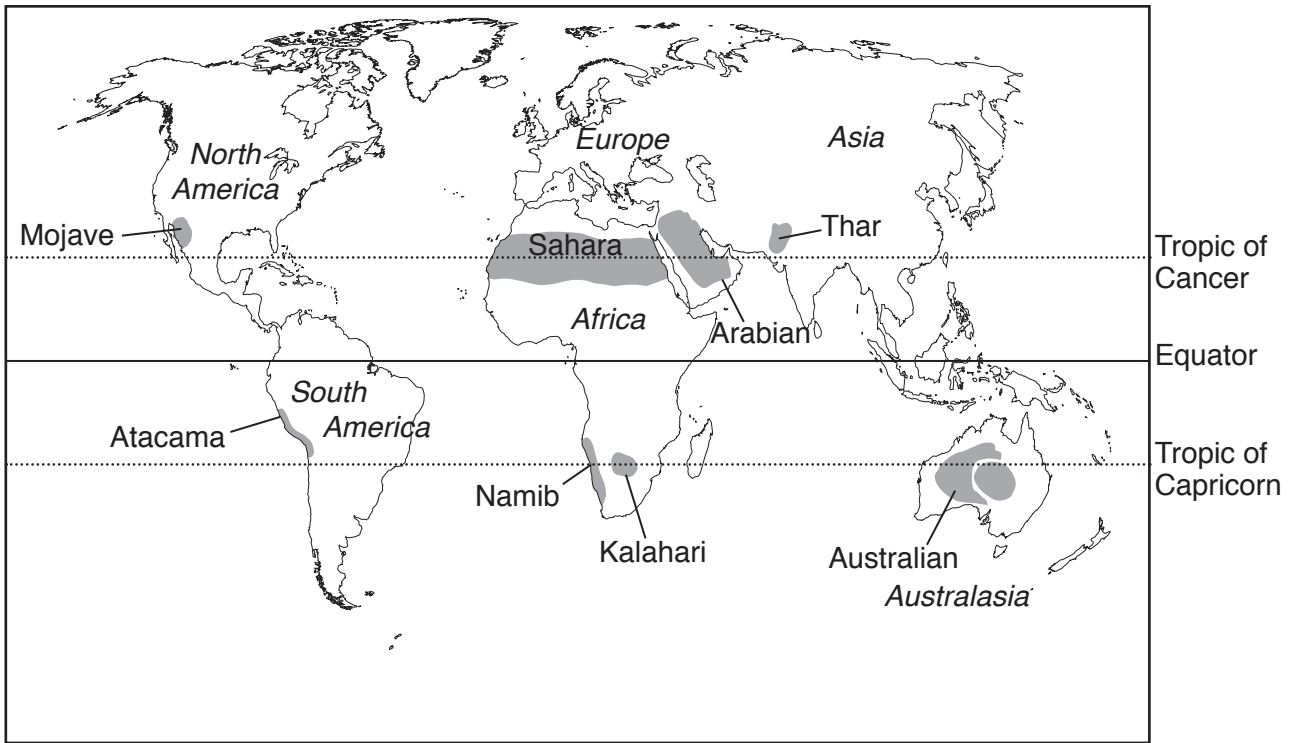 North
America
Europe
Asia
Mojave
Sahara
Thar
Tropic of
Cancer
Africa
Arabian
Equator
South
America
Atacama
Tropic of
Capricorn
Namib
Kalahari
Australian
Australasia